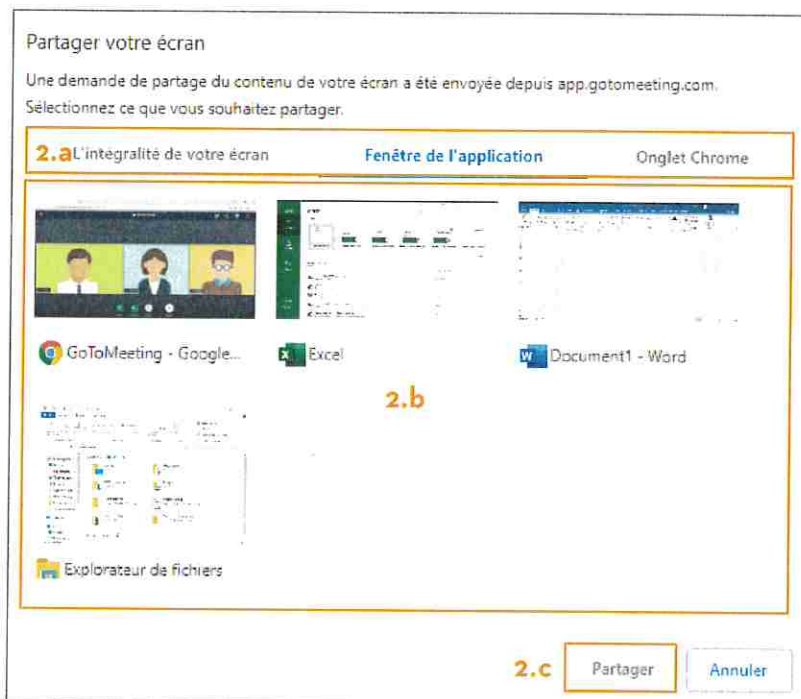 Partager votre écran
Une demande de partage du contenu de votre écran a été envoyée depuis app.gotomeeting.com.
Sélectionnez ce que vous souhaitez partager.
2.a L'intégralité de votre écran Fenêtre de l'application Onglet Chrome
GoToMeeting - Google... Excel Document1 - Word
2.b
Explorateur de fichiers
2.c Partager Annuler